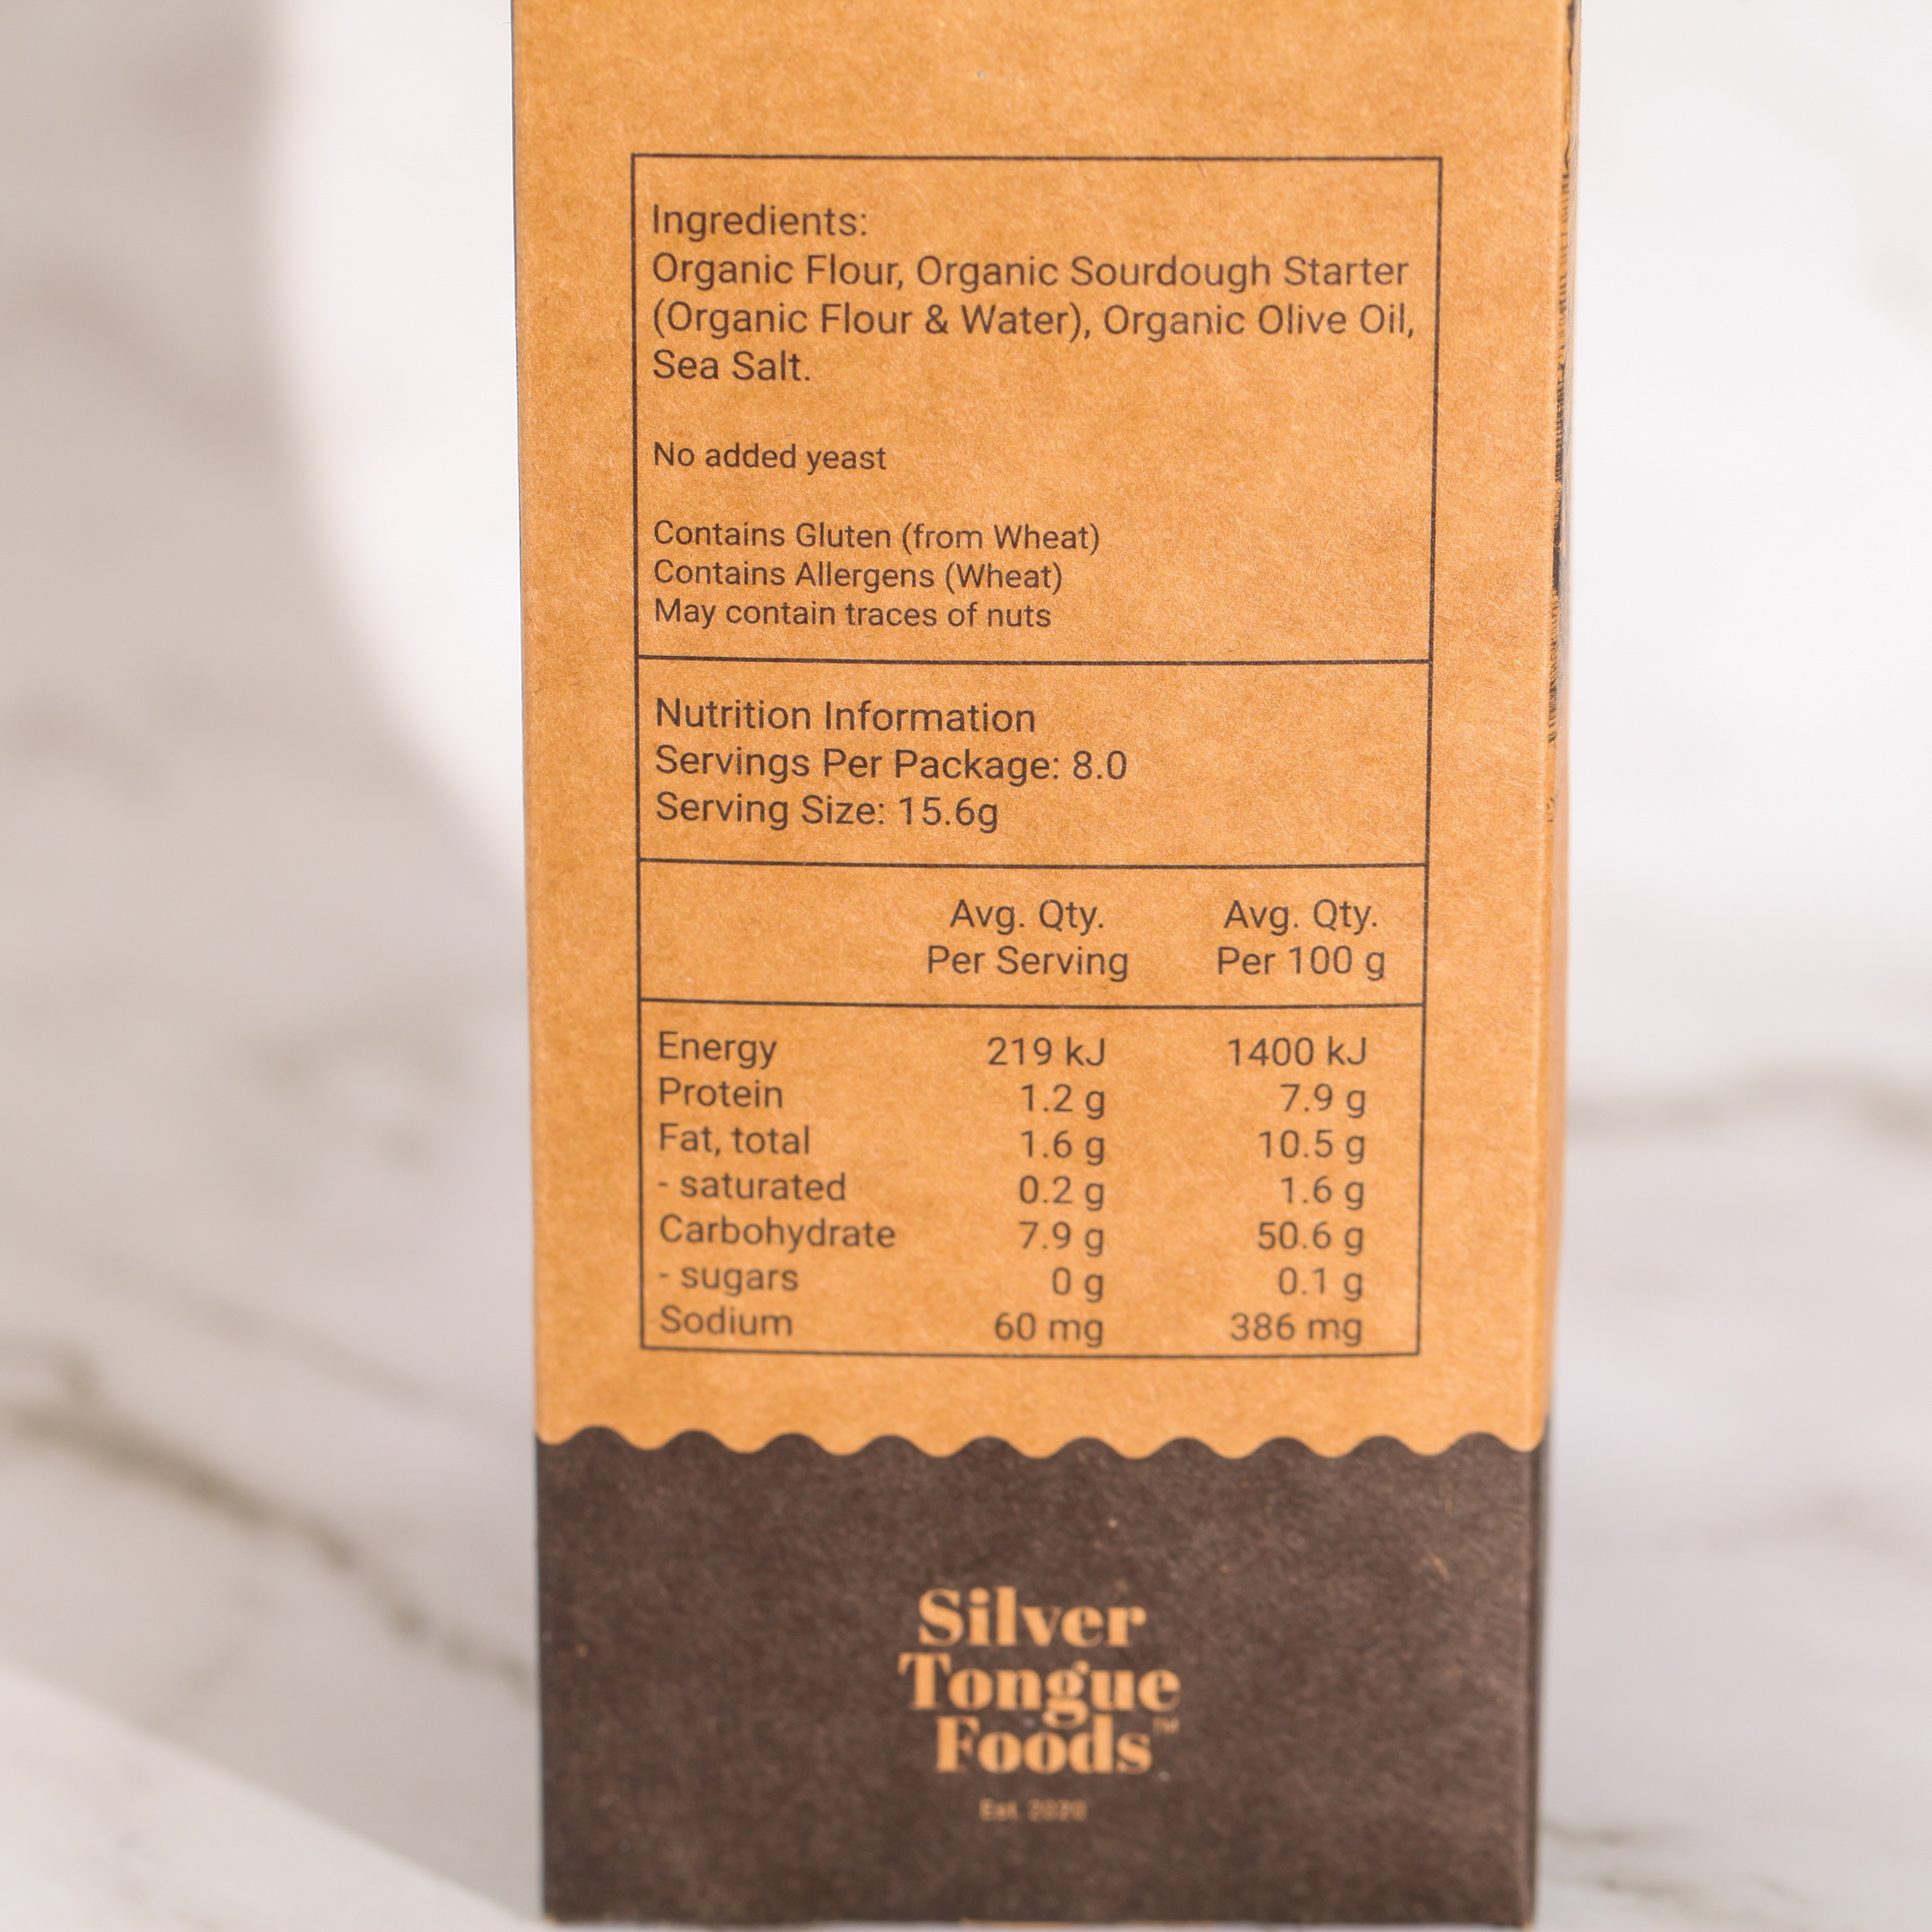 Ingredients:
Organic Flour, Organic Sourdough Starter
(Organic Flour & Water), Organic Olive Oil,
Sea Salt.
No added yeast
Contains Gluten (from Wheat)
Contains Allergens (Wheat)
May contain traces of nuts
Nutrition Information
Servings Per Package: 8.0
Serving Size: 15.6g
Avg. Qty. Avg. Qty.
Per Serving Per 100 g
Energy 219 kJ 1400 kJ
Protein 1.2 g 7.9 g
Fat, total 1.6 g 10.5 g
- saturated 0.2 g 1.6 g
Carbohydrate 7.9 g 50.6 g
- sugars 0 g 0.1 g
Sodium 60 mg 386 mg
Silver
Tongue
Foods™
Est. 2020